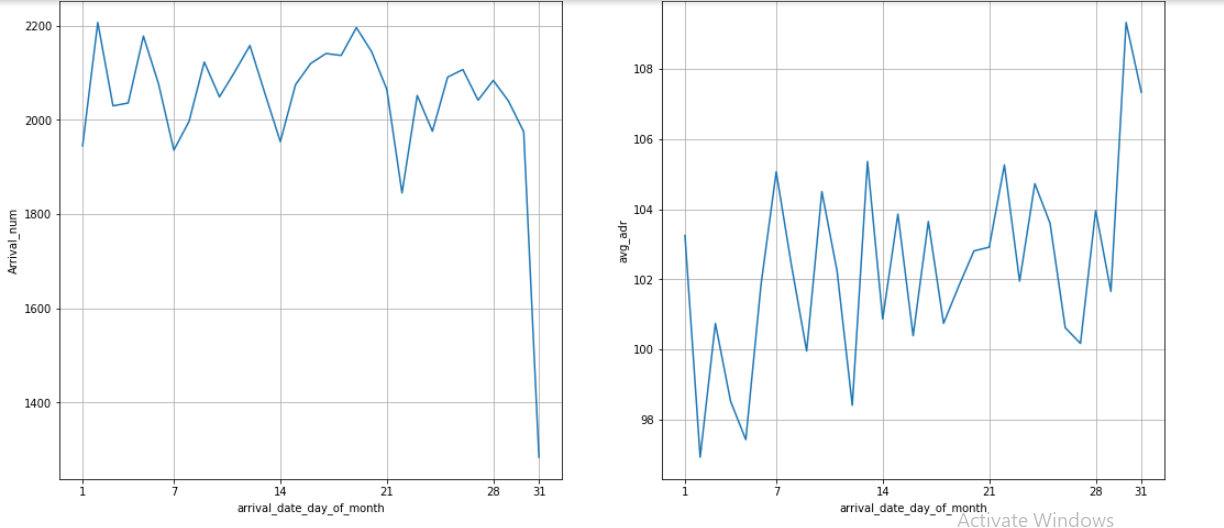 2200
2000
1800
1600
1400
Arrival_num
1 7 14 21 28 31
arrival_date_day_of_month
108
106
104
102
100
98
avg_adr
1 7 14 21 28 31
arrival_date_day_of_month
Activate Windows